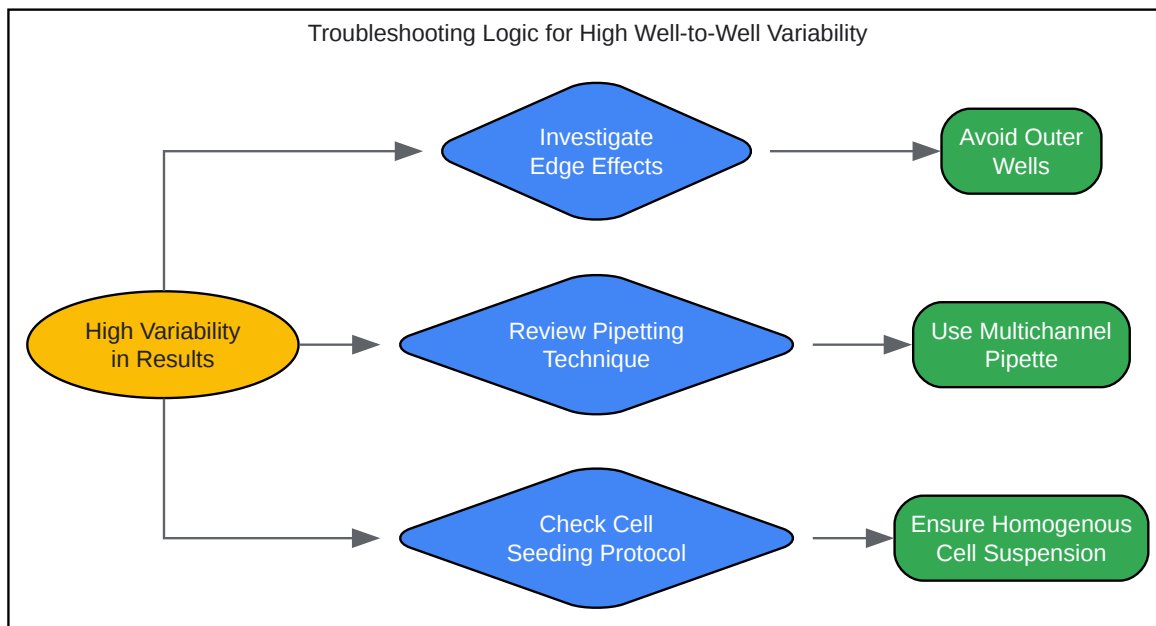 Troubleshooting Logic for High Well-to-Well Variability
Investigate
Edge Effects
Avoid Outer
Wells
High Variability
in Results
Review Pipetting
Technique
Use Multichannel
Pipette
Check Cell
Seeding Protocol
Ensure Homogenous
Cell Suspension